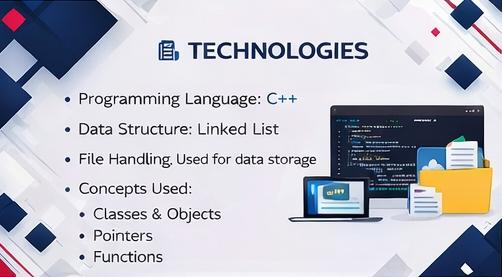 TECHNOLOGIES
• Programming Language: C++
• Data Structure: Linked List
• File Handling. Used for data storage
• Concepts Used:
• Classes & Objects
• Pointers
• Functions